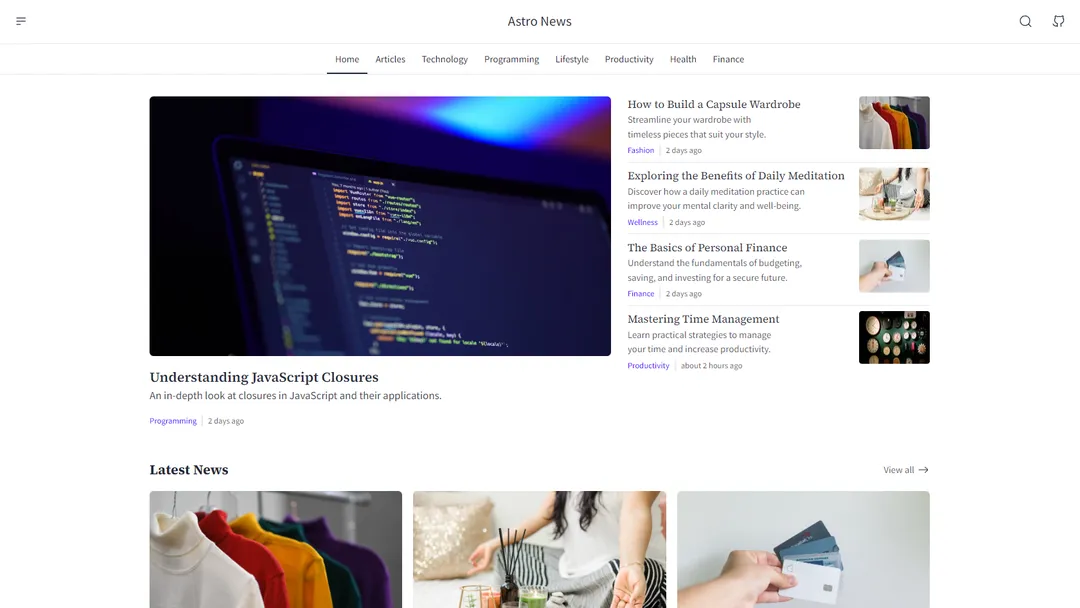 Astro News
Home Articles Technology Programming Lifestyle Productivity Health Finance
Understanding JavaScript Closures
An in-depth look at closures in JavaScript and their applications.
Programming 2 days ago
How to Build a Capsule Wardrobe
Streamline your wardrobe with
timeless pieces that suit your style.
Fashion 2 days ago
Exploring the Benefits of Daily Meditation
Discover how a daily meditation practice can
improve your mental clarity and well-being.
Wellness 2 days ago
The Basics of Personal Finance
Understand the fundamentals of budgeting,
saving, and investing for a secure future.
Finance 2 days ago
Mastering Time Management
Learn practical strategies to manage
your time and increase productivity.
Productivity about 2 hours ago
Latest News
View all